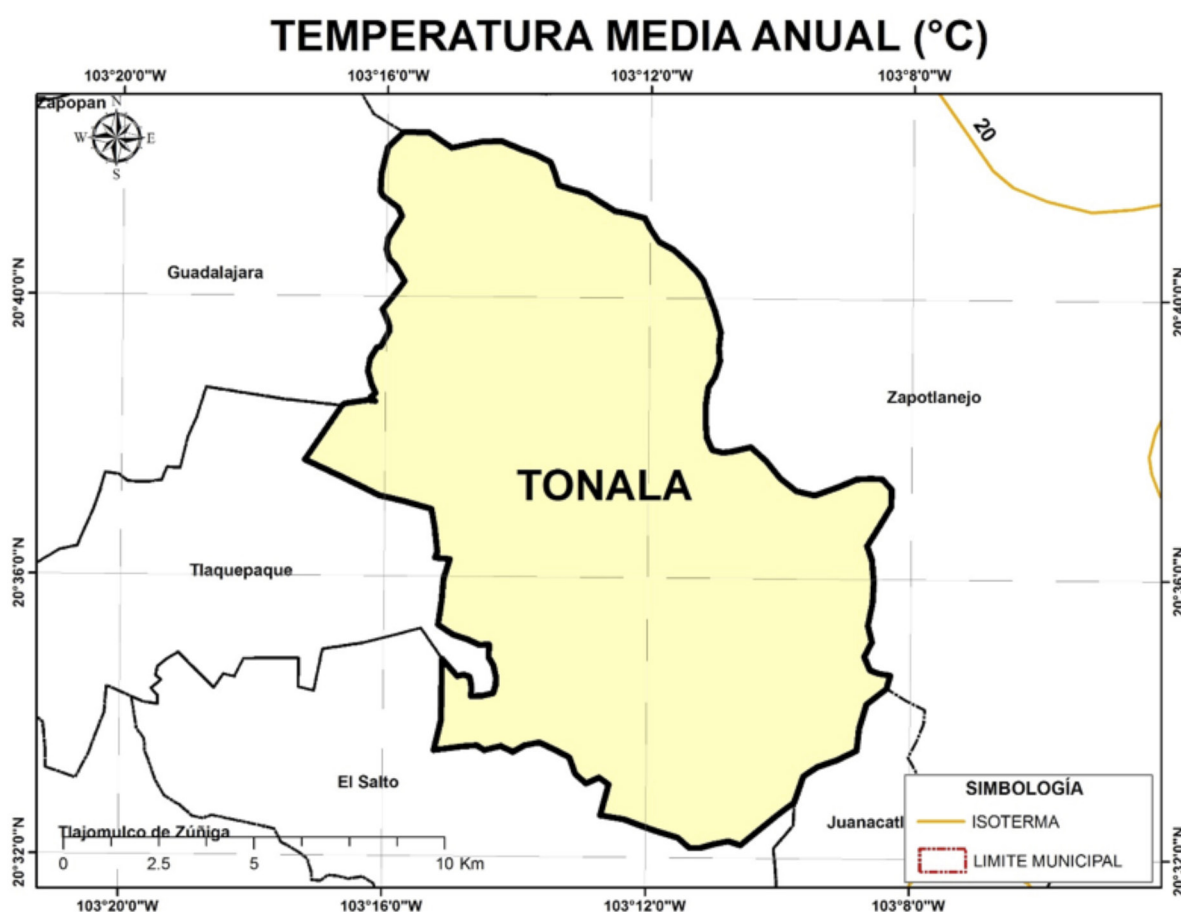 TEMPERATURA MEDIA ANUAL (°C)
103°20'0"W
103°16'0"W
103°12'0"W
103°8'0"W
Zapopan
N
W
E
S
20
Guadalajara
20°40'0"N
20°40'0"N
Zapotlanejo
TONALA
Tlaquepaque
20°36'0"N
20°36'0"N
El Salto
SIMBOLOGÍA
ISOTERMA
LIMITE MUNICIPAL
Juanacatl
Tlajomulco de Zúñiga
0
2.5
5
10 Km
20°32'0"N
20°32'0"N
103°20'0"W
103°16'0"W
103°12'0"W
103°8'0"W